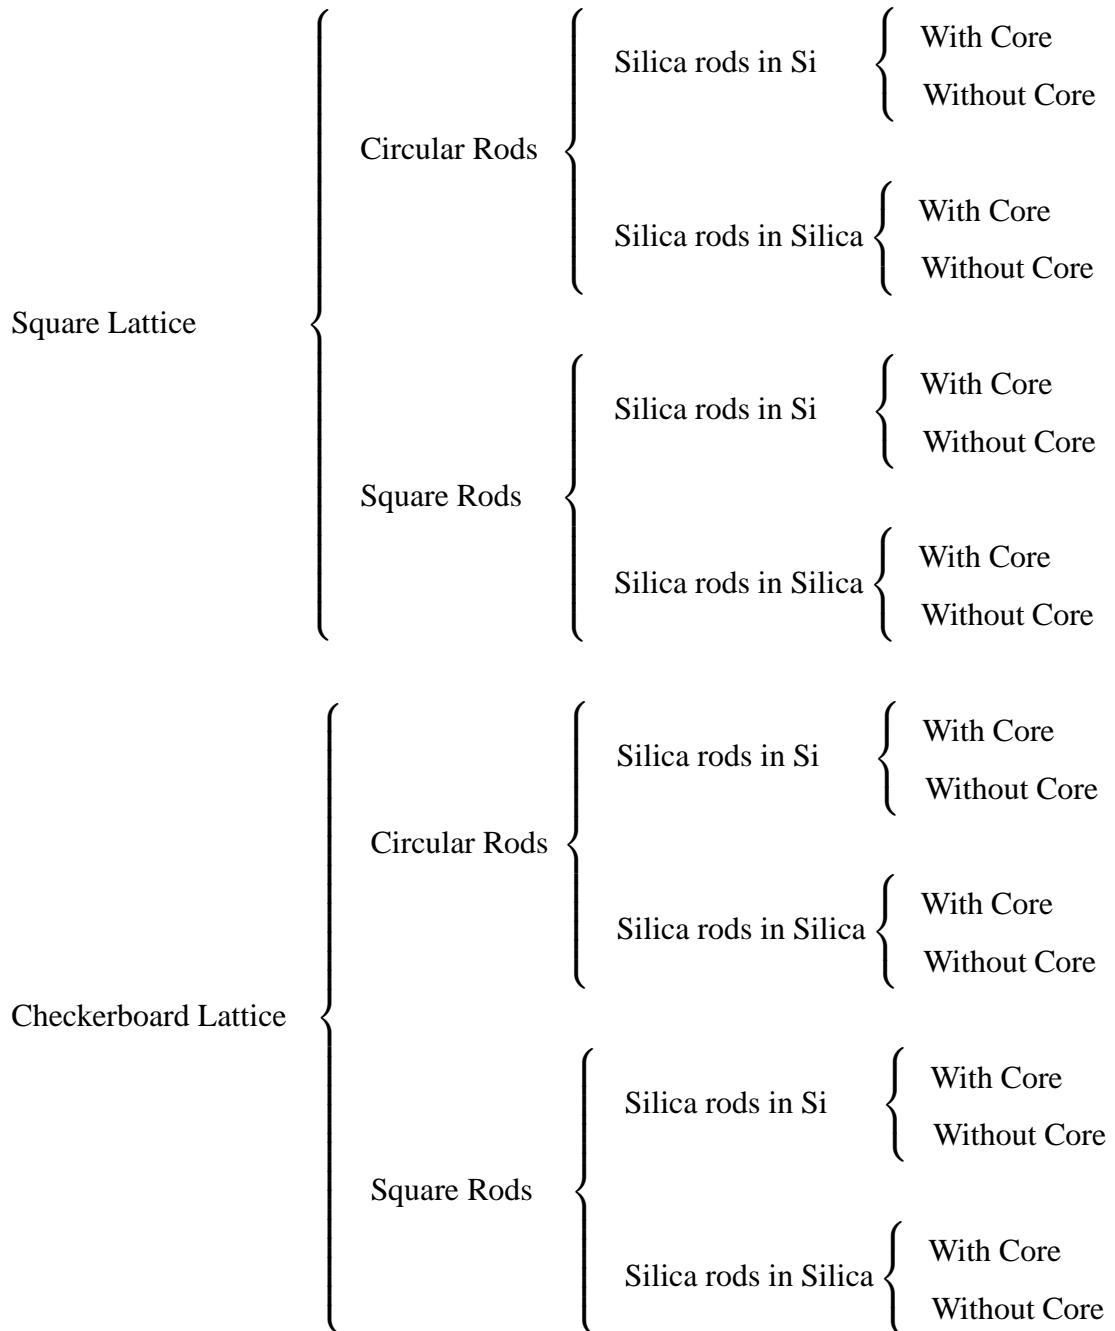 Square Lattice
Circular Rods
Silica rods in Si
With Core
Without Core
Silica rods in Silica
With Core
Without Core
Square Rods
Silica rods in Si
With Core
Without Core
Silica rods in Silica
With Core
Without Core
Checkerboard Lattice
Circular Rods
Silica rods in Si
With Core
Without Core
Silica rods in Silica
With Core
Without Core
Square Rods
Silica rods in Si
With Core
Without Core
Silica rods in Silica
With Core
Without Core